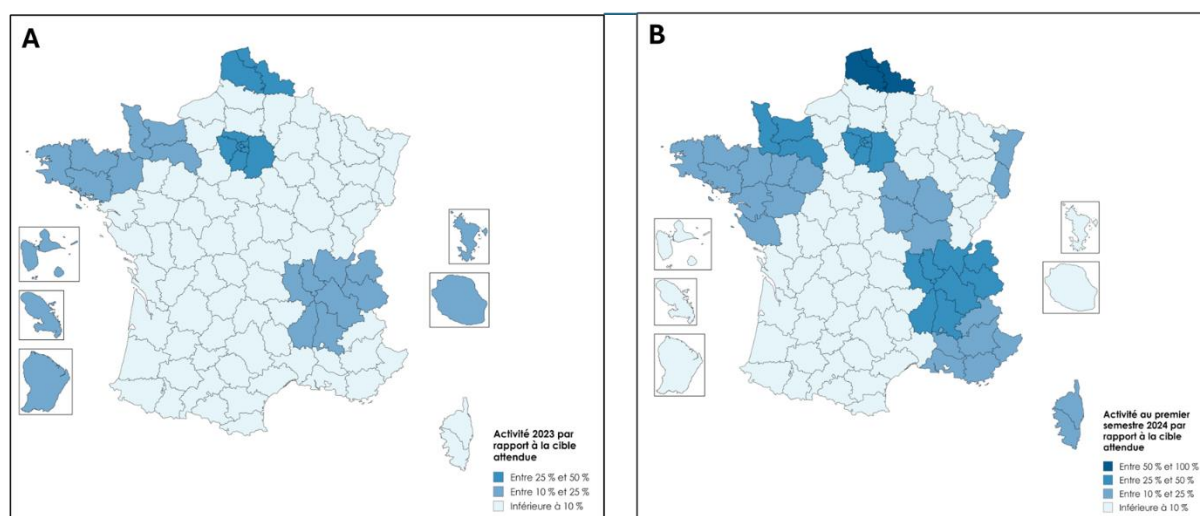 A
Activité 2023 par
rapport à la cible
attendue
Entre 25 % et 50 %
Entre 10 % et 25 %
Inférieure à 10 %
B
Activité au premier
semestre 2024 par
rapport à la cible
attendue
Entre 50 % et 100 %
Entre 25 % et 50 %
Entre 10 % et 25 %
Inférieure à 10 %